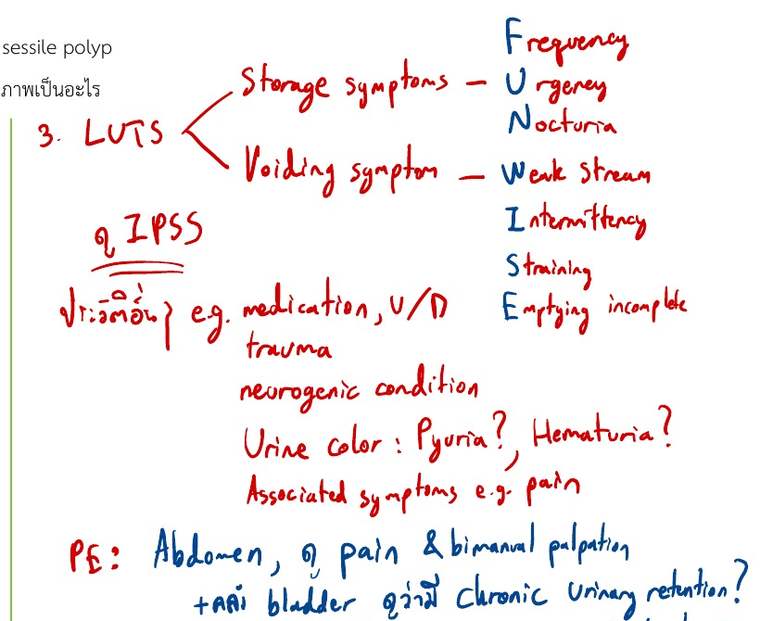 sessile polyp
ภาพเป็นอะไร
3. LUTS
Storage symptoms – Frequency
Urgency
Nocturia
Voiding symptom – Weak stream
Intermittency
Straining
Emptying incomplete
ดู IPSS
ประวัติอื่นๆ e.g. medication, U/D
trauma
neurogenic condition
Urine color : Pyuria?, Hematuria?
Associated symptoms e.g. pain
PE: Abdomen, ดู pain & bimanual palpation
+คลำ bladder ดูว่ามี chronic urinary retention?